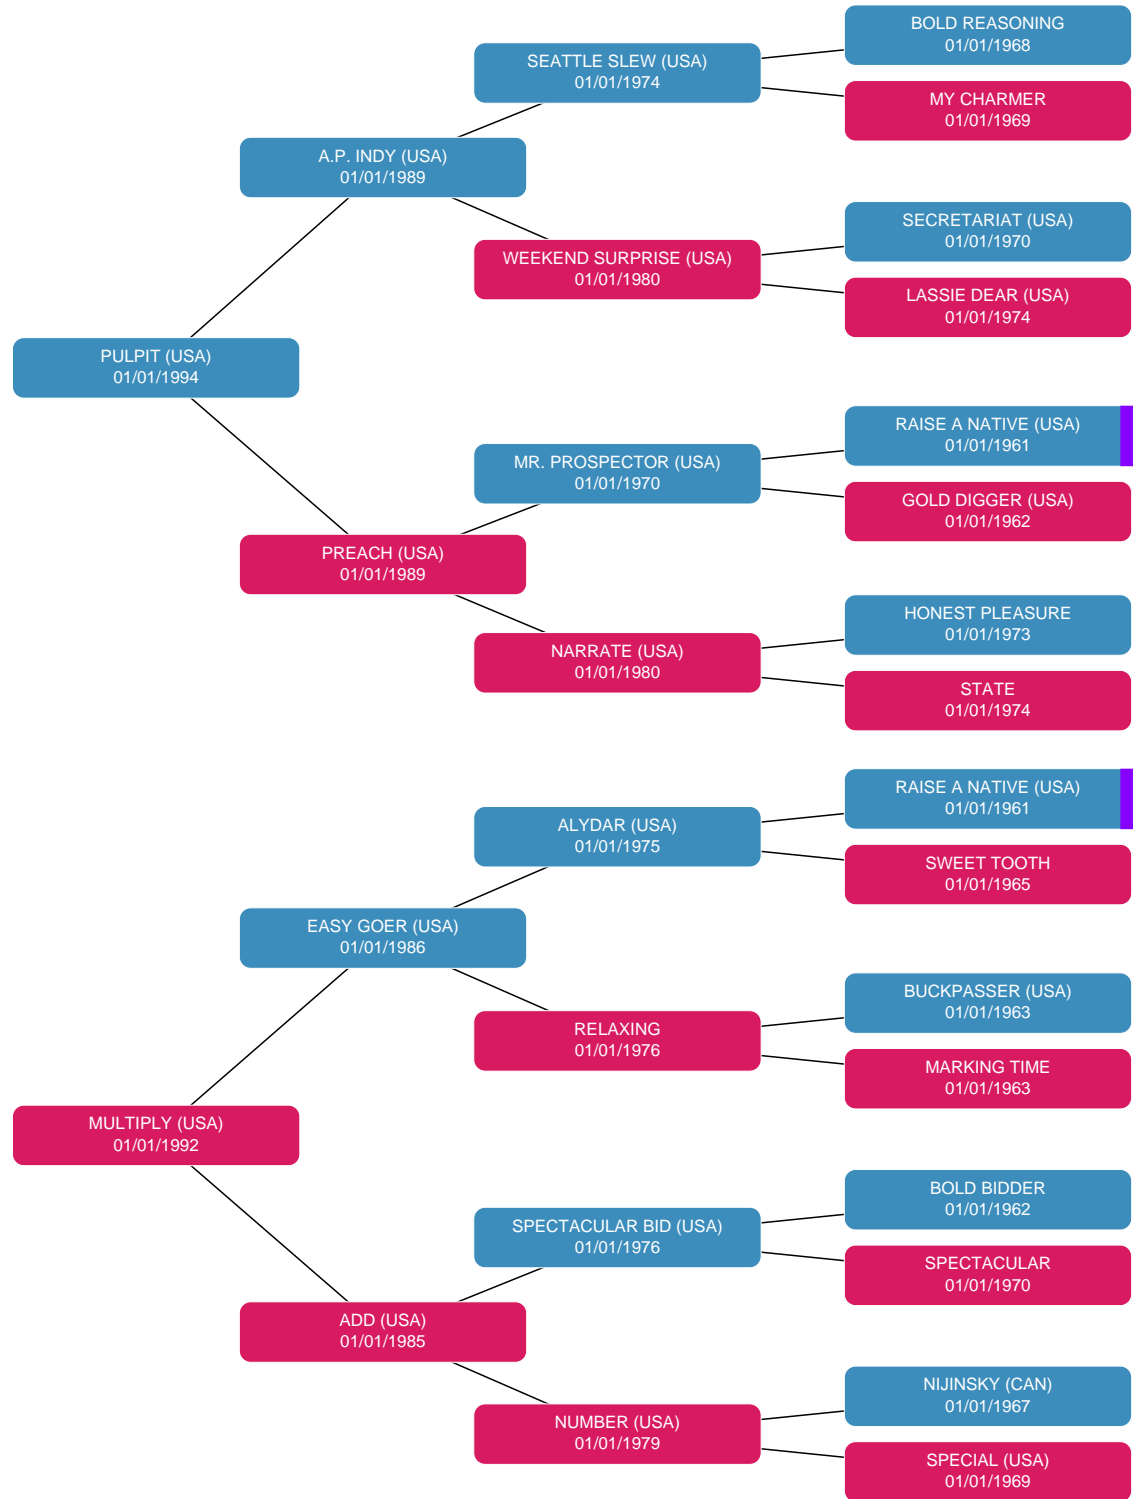 BOLD REASONING
01/01/1968
SEATTLE SLEW (USA)
01/01/1974
MY CHARMER
01/01/1969
A.P. INDY (USA)
01/01/1989
SECRETARIAT (USA)
01/01/1970
WEEKEND SURPRISE (USA)
01/01/1980
LASSIE DEAR (USA)
01/01/1974
PULPIT (USA)
01/01/1994
RAISE A NATIVE (USA)
01/01/1961
MR. PROSPECTOR (USA)
01/01/1970
GOLD DIGGER (USA)
01/01/1962
PREACH (USA)
01/01/1989
HONEST PLEASURE
01/01/1973
NARRATE (USA)
01/01/1980
STATE
01/01/1974
RAISE A NATIVE (USA)
01/01/1961
ALYDAR (USA)
01/01/1975
SWEET TOOTH
01/01/1965
EASY GOER (USA)
01/01/1986
BUCKPASSER (USA)
01/01/1963
RELAXING
01/01/1976
MARKING TIME
01/01/1963
MULTIPLY (USA)
01/01/1992
BOLD BIDDER
01/01/1962
SPECTACULAR BID (USA)
01/01/1976
SPECTACULAR
01/01/1970
ADD (USA)
01/01/1985
NIJINSKY (CAN)
01/01/1967
NUMBER (USA)
01/01/1979
SPECIAL (USA)
01/01/1969